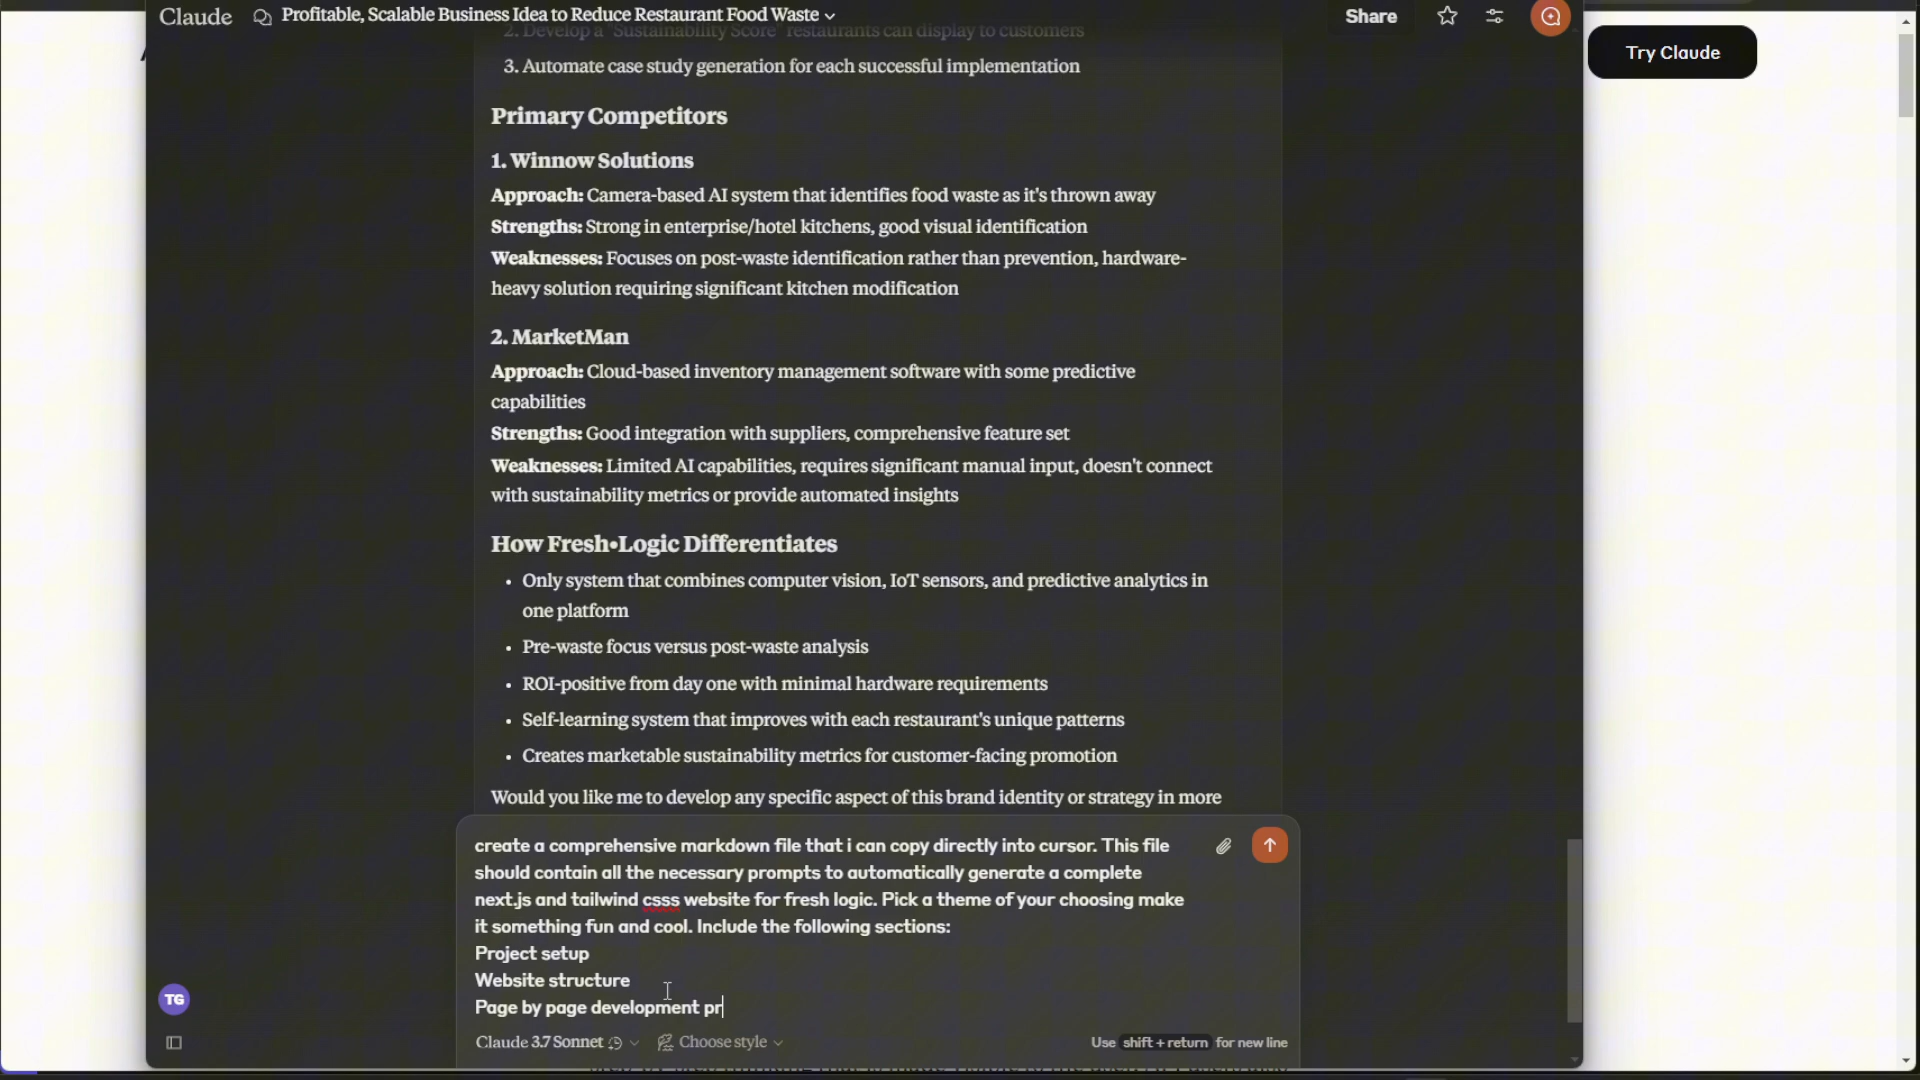 Claude
Profitable, Scalable Business Idea to Reduce Restaurant Food Waste
Share
Try Claude
2. Develop a "Sustainability Score" restaurants can display to customers
3. Automate case study generation for each successful implementation
Primary Competitors
1. Winnow Solutions
Approach: Camera-based AI system that identifies food waste as it's thrown away
Strengths: Strong in enterprise/hotel kitchens, good visual identification
Weaknesses: Focuses on post-waste identification rather than prevention, hardware-
heavy solution requiring significant kitchen modification
2. MarketMan
Approach: Cloud-based inventory management software with some predictive
capabilities
Strengths: Good integration with suppliers, comprehensive feature set
Weaknesses: Limited AI capabilities, requires significant manual input, doesn't connect
with sustainability metrics or provide automated insights
How Fresh•Logic Differentiates
• Only system that combines computer vision, IoT sensors, and predictive analytics in
one platform
• Pre-waste focus versus post-waste analysis
• ROI-positive from day one with minimal hardware requirements
• Self-learning system that improves with each restaurant's unique patterns
• Creates marketable sustainability metrics for customer-facing promotion
Would you like me to develop any specific aspect of this brand identity or strategy in more
create a comprehensive markdown file that i can copy directly into cursor. This file
should contain all the necessary prompts to automatically generate a complete
next.js and tailwind csss website for fresh logic. Pick a theme of your choosing make
it something fun and cool. Include the following sections:
Project setup
Website structure
Page by page development pr
TG
Claude 3.7 Sonnet
Choose style
Use shift + return for new line